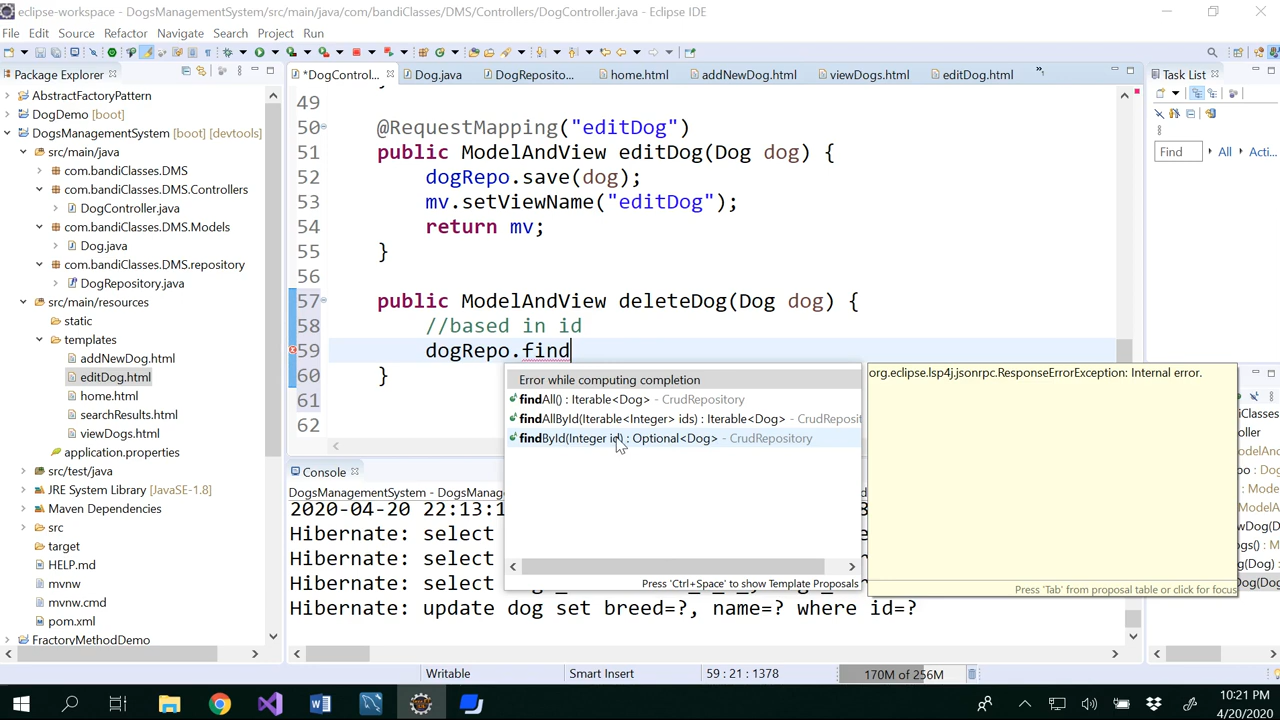 eclipse-workspace - DogsManagementSystem/src/main/java/com/bandiClasses/DMS/Controllers/DogController.java - Eclipse IDE
File Edit Source Refactor Navigate Search Project Run
Package Explorer
*DogControl... Dog.java DogReposito... home.html addNewDog.html viewDogs.html editDog.html
Task List
AbstractFactoryPattern
DogDemo [boot]
DogsManagementSystem [boot] [devtools]
src/main/java
com.bandiClasses.DMS
com.bandiClasses.DMS.Controllers
DogController.java
com.bandiClasses.DMS.Models
Dog.java
com.bandiClasses.DMS.repository
DogRepository.java
src/main/resources
static
templates
addNewDog.html
editDog.html
home.html
searchResults.html
viewDogs.html
application.properties
src/test/java
JRE System Library [JavaSE-1.8]
Maven Dependencies
src
target
HELP.md
mvnw
mvnw.cmd
pom.xml
FactoryMethodDemo
49
50 @RequestMapping("editDog")
51 public ModelAndView editDog(Dog dog) {
52 dogRepo.save(dog);
53 mv.setViewName("editDog");
54 return mv;
55 }
56
57 public ModelAndView deleteDog(Dog dog) {
58 //based in id
59 dogRepo.find
60 }
61
62
Error while computing completion
findAll() : Iterable<Dog> - CrudRepository
findAllById(Iterable<Integer> ids) : Iterable<Dog> - CrudReposit
findById(Integer id) : Optional<Dog> - CrudRepository
Press 'Ctrl+Space' to show Template Proposals
org.eclipse.lsp4j.jsonrpc.ResponseErrorException: Internal error.
Press 'Tab' from proposal table or click for focus
Find All Acti...
Console
DogsManagementSystem - DogsManage
2020-04-20 22:13:1
Hibernate: select
Hibernate: select
Hibernate: select
Hibernate: update dog set breed=?, name=? where id=?
Writable Smart Insert 59 : 21 : 1378 170M of 256M
10:21 PM
4/20/2020